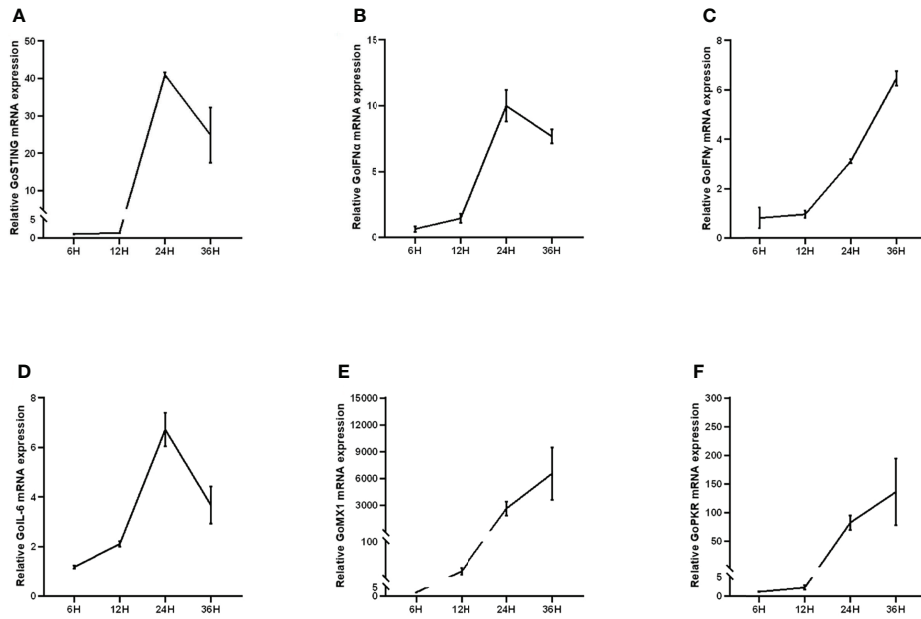 A
Relative GoSTING mRNA expression
50
40
30
20
10
5
0
6H 12H 24H 36H
B
Relative GoIFNα mRNA expression
15
10
5
0
6H 12H 24H 36H
C
Relative GoIFNγ mRNA expression
8
6
4
2
0
6H 12H 24H 36H
D
Relative GoIL-6 mRNA expression
8
6
4
2
0
6H 12H 24H 36H
E
Relative GoMX1 mRNA expression
15000
12000
9000
6000
3000
100
5
0
6H 12H 24H 36H
F
Relative GoPKR mRNA expression
300
250
200
150
100
50
5
0
6H 12H 24H 36H